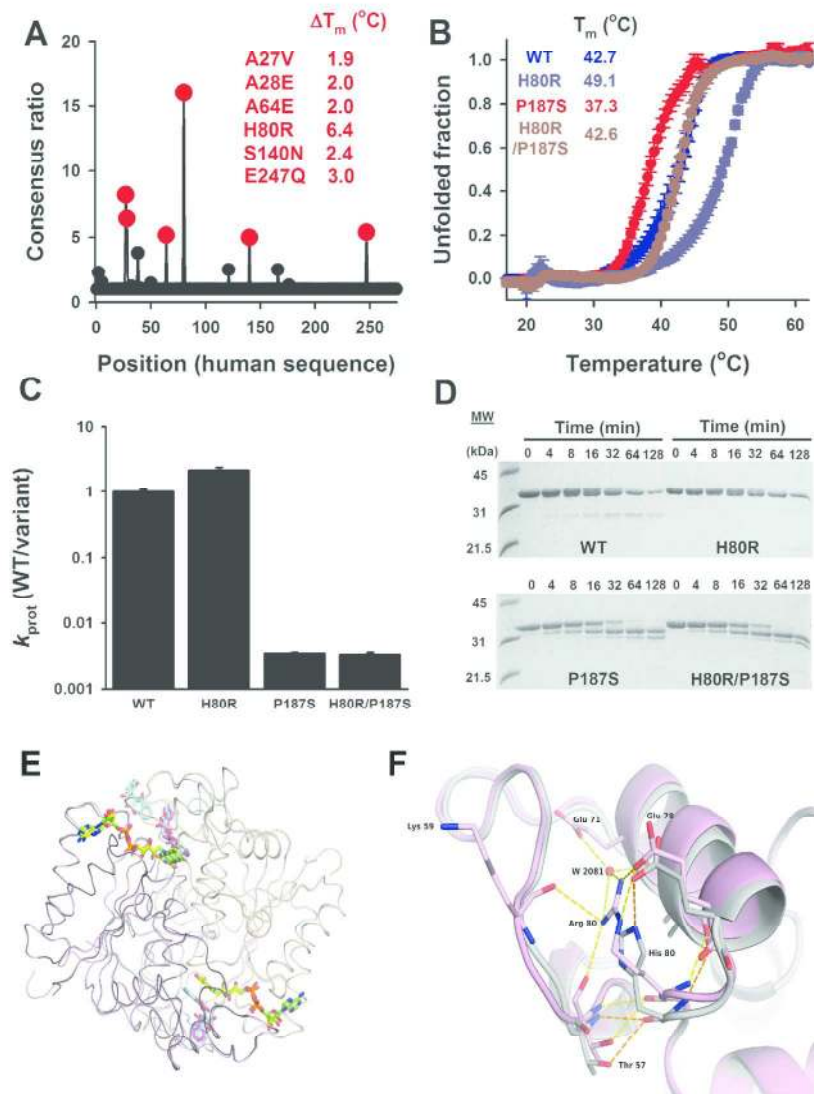 A
ΔTm (oC)
A27V 1.9
A28E 2.0
A64E 2.0
H80R 6.4
S140N 2.4
E247Q 3.0
Consensus ratio
20
15
10
5
0
0 50 100 150 200 250
Position (human sequence)
B
Tm (oC)
WT 42.7
H80R 49.1
P187S 37.3
H80R
/P187S 42.6
Unfolded fraction
1.0
0.8
0.6
0.4
0.2
0.0
20 30 40 50 60
Temperature (oC)
C
kprot (WT/variant)
10
1
0.1
0.01
0.001
WT H80R P187S H80R/P187S
D
MW
(kDa)
Time (min) Time (min)
0 4 8 16 32 64 128 0 4 8 16 32 64 128
45
31
21.5
WT H80R
0 4 8 16 32 64 128 0 4 8 16 32 64 128
45
31
21.5
P187S H80R/P187S
E
F
Lys 59
Glu 71
Glu 78
W 2081
Arg 80
His 80
Thr 57